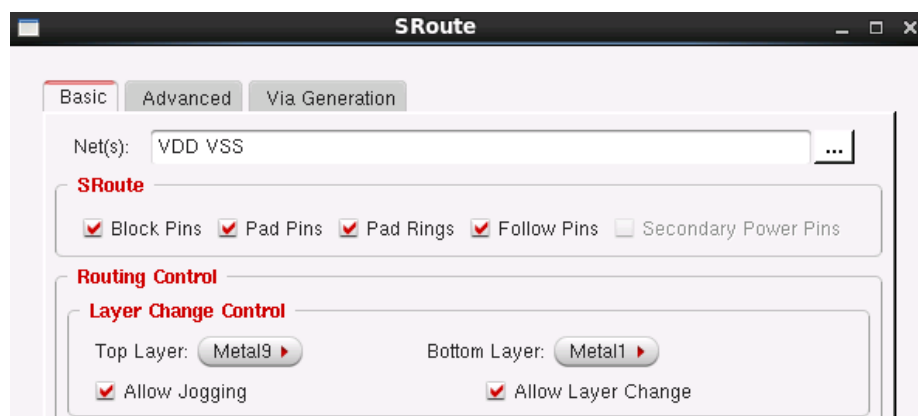 SRoute
Basic Advanced Via Generation
Net(s): VDD VSS ...
SRoute
Block Pins Pad Pins Pad Rings Follow Pins Secondary Power Pins
Routing Control
Layer Change Control
Top Layer: Metal9 Bottom Layer: Metal1
Allow Jogging Allow Layer Change